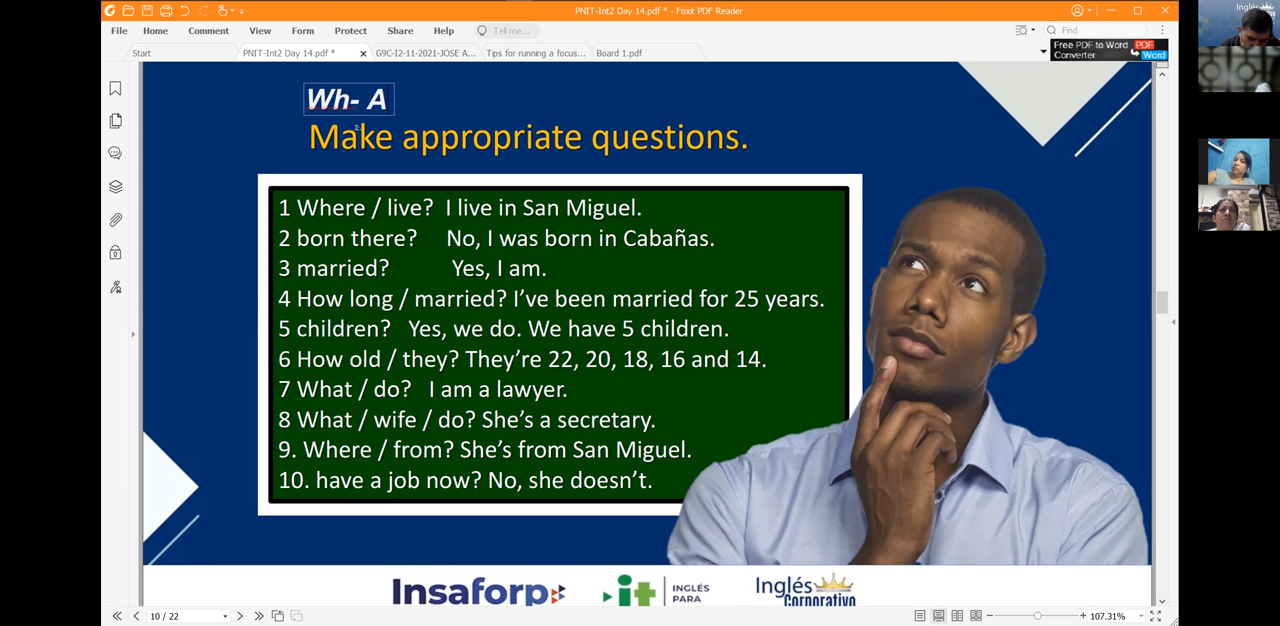 PNIT-Int2 Day 14.pdf * - Foxit PDF Reader
File Home Comment View Form Protect Share Help Tell me... Find
Start PNIT-Int2 Day 14.pdf * G9C-I2-11-2021-JOSE A... Tips for running a focus... Board 1.pdf
Free PDF to Word Converter
PDF
Word
Inglés
Wh- A
Make appropriate questions.
1 Where / live? I live in San Miguel.
2 born there? No, I was born in Cabañas.
3 married? Yes, I am.
4 How long / married? I've been married for 25 years.
5 children? Yes, we do. We have 5 children.
6 How old / they? They're 22, 20, 18, 16 and 14.
7 What / do? I am a lawyer.
8 What / wife / do? She's a secretary.
9. Where / from? She's from San Miguel.
10. have a job now? No, she doesn't.
Insaforp
it
INGLÉS
PARA
Inglés
Corporativo
10 / 22
107.31%